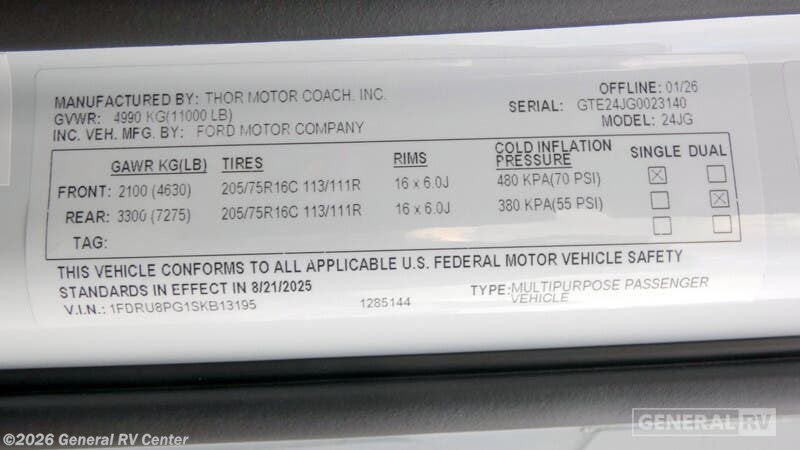 MANUFACTURED BY: THOR MOTOR COACH, INC. OFFLINE: 01/26
GVWR: 4990 KG(11000 LB) SERIAL: GTE24JG0023140
INC. VEH. MFG. BY: FORD MOTOR COMPANY MODEL: 24JG
GAWR KG(LB) TIRES RIMS COLD INFLATION PRESSURE SINGLE DUAL
FRONT: 2100 (4630) 205/75R16C 113/111R 16 x 6.0J 480 KPA(70 PSI) ☒ ☐
REAR: 3300 (7275) 205/75R16C 113/111R 16 x 6.0J 380 KPA(55 PSI) ☐ ☒
TAG: ☐ ☐
THIS VEHICLE CONFORMS TO ALL APPLICABLE U.S. FEDERAL MOTOR VEHICLE SAFETY
STANDARDS IN EFFECT IN 8/21/2025
V.I.N.: 1FDRU8PG1SKB13195 1285144 TYPE: MULTIPURPOSE PASSENGER
VEHICLE
GENERAL RV
©2026 General RV Center